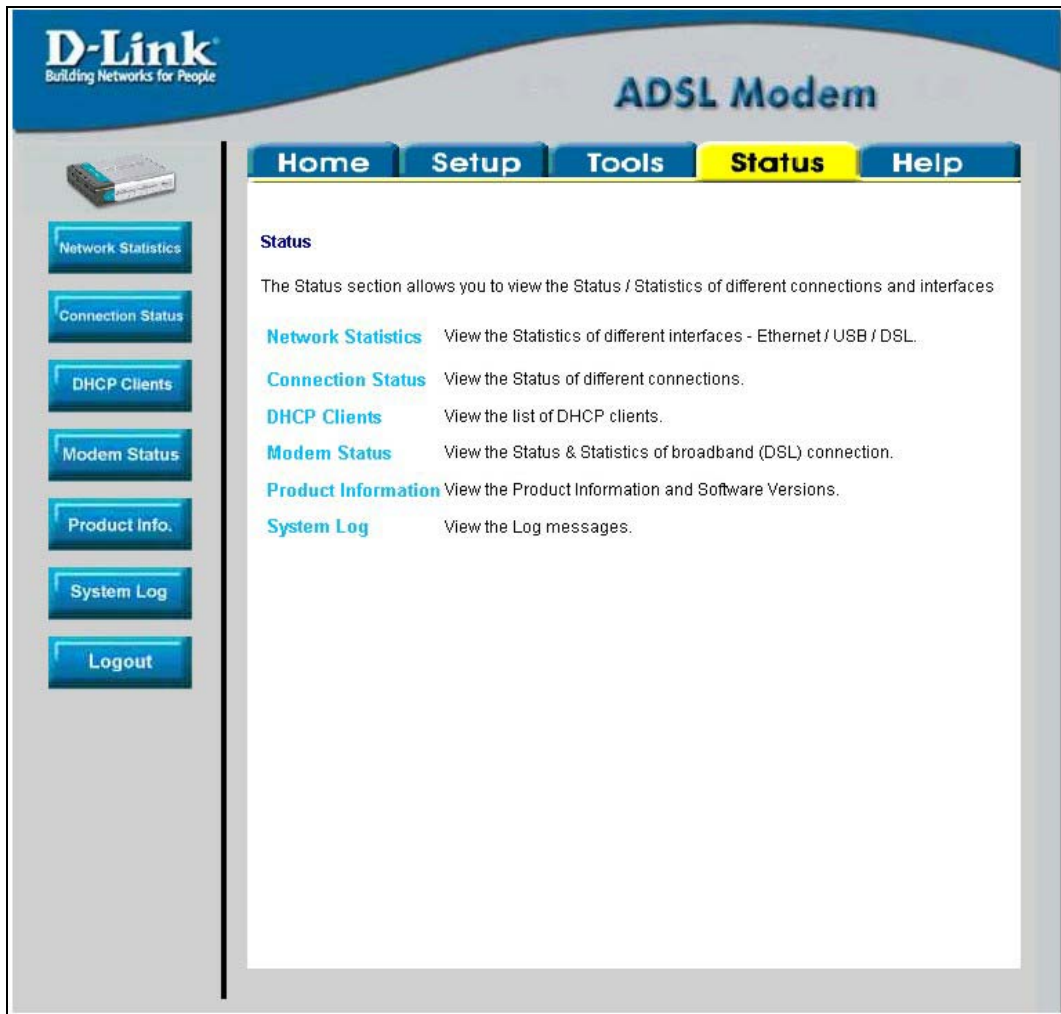 D-Link
Building Networks for People
ADSL Modem
Home Setup Tools Status Help
Network Statistics
Connection Status
DHCP Clients
Modem Status
Product Info.
System Log
Logout
Status
The Status section allows you to view the Status / Statistics of different connections and interfaces
Network Statistics View the Statistics of different interfaces - Ethernet / USB / DSL.
Connection Status View the Status of different connections.
DHCP Clients View the list of DHCP clients.
Modem Status View the Status & Statistics of broadband (DSL) connection.
Product Information View the Product Information and Software Versions.
System Log View the Log messages.